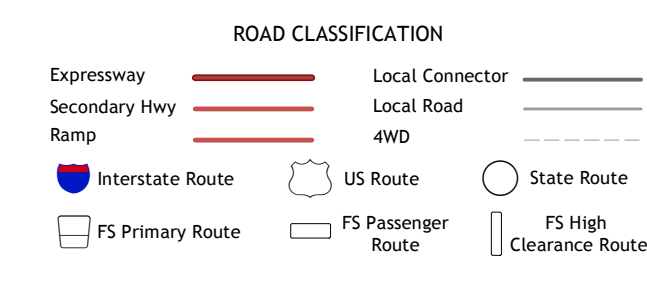 ROAD CLASSIFICATION
Expressway
Local Connector
Secondary Hwy
Local Road
Ramp
4WD
Interstate Route
US Route
State Route
FS Primary Route
FS Passenger
Route
FS High
Clearance Route